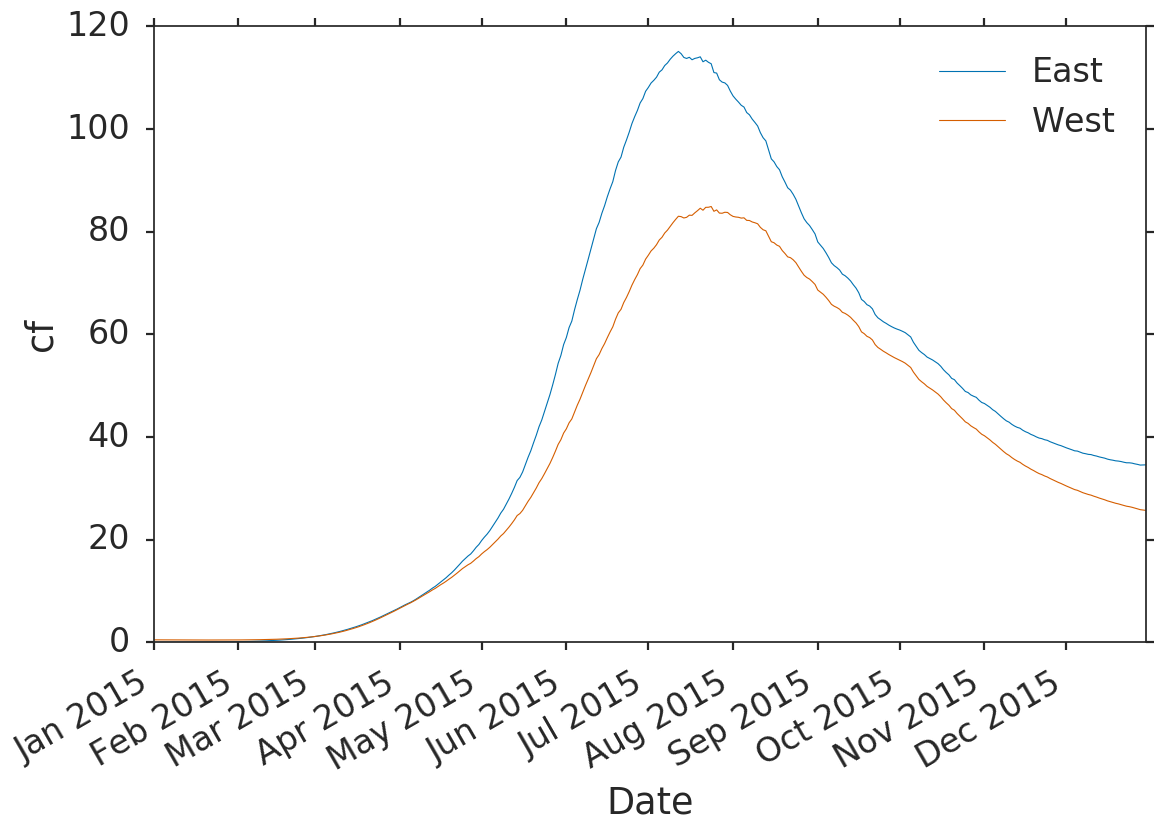 120
100
80
60
40
20
0
cf
East
West
Jan 2015
Feb 2015
Mar 2015
Apr 2015
May 2015
Jun 2015
Jul 2015
Aug 2015
Sep 2015
Oct 2015
Nov 2015
Dec 2015
Date